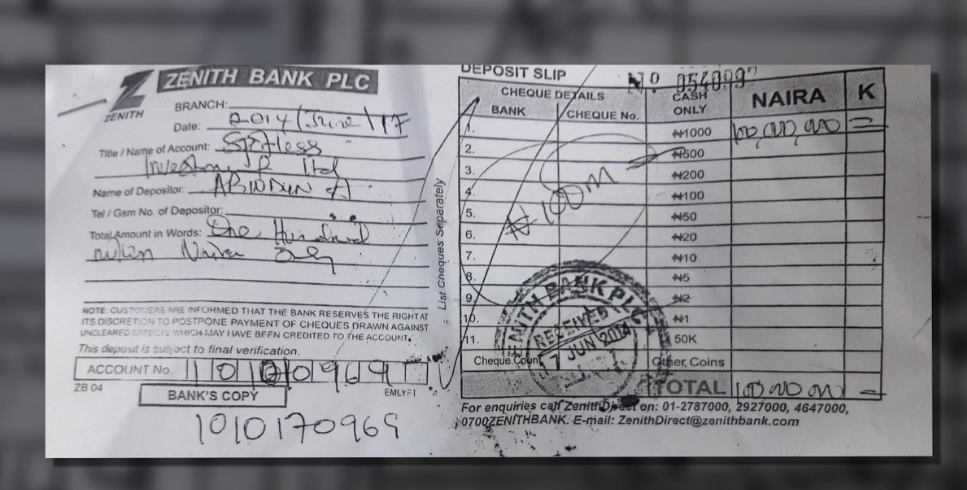 ZENITH BANK PLC
ZENITH
BRANCH:
Date: 2014/June/17
Title / Name of Account: Spotless
Investment Ltd
Name of Depositor: ABIODUN A
Tel / Gsm No. of Depositor:
Total Amount in Words: One Hundred
million Naira Only
NOTE: CUSTOMERS ARE INFORMED THAT THE BANK RESERVES THE RIGHT AT
ITS DISCRETION TO POSTPONE PAYMENT OF CHEQUES DRAWN AGAINST
UNCLEARED EFFECTS WHICH MAY HAVE BEEN CREDITED TO THE ACCOUNT.
This deposit is subject to final verification.
ACCOUNT No.
ZB 04
BANK'S COPY
1010170969
List Cheques Separately
DEPOSIT SLIP
No.
CHEQUE DETAILS
BANK
CHEQUE No.
CASH ONLY
NAIRA
K
1. ₦1000 100,000,000 =
2. ₦500
3. ₦200
4. ₦100
5. ₦50
6. ₦20
7. ₦10
8. ₦5
9. ₦2
10. ₦1
11. 50K
₦100m
ZENITH BANK PLC
RECEIVED
17 JUN 2014
Cheque Count
Other Coins
TOTAL 100,000,000 =
For enquiries call ZenithDirect on: 01-2787000, 2927000, 4647000,
0700ZENITHBANK. E-mail: ZenithDirect@zenithbank.com